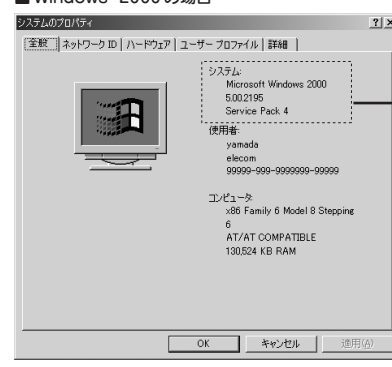 ■ Windows 2000の場合
システムのプロパティ
全般 ネットワーク ID ハードウェア ユーザー プロファイル 詳細
システム:
Microsoft Windows 2000
5.00.2195
Service Pack 4
使用者:
yamada
elecom
99999-999-9999999-99999
コンピュータ:
x86 Family 6 Model 8 Stepping
6
AT/AT COMPATIBLE
130,524 KB RAM
OK キャンセル 適用(A)